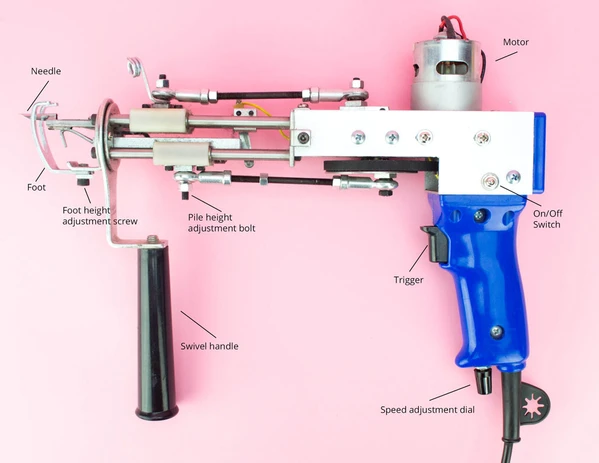 Motor
Needle
Foot
Foot height
adjustment screw
Pile height
adjustment bolt
On/Off
Switch
Trigger
Swivel handle
Speed adjustment dial